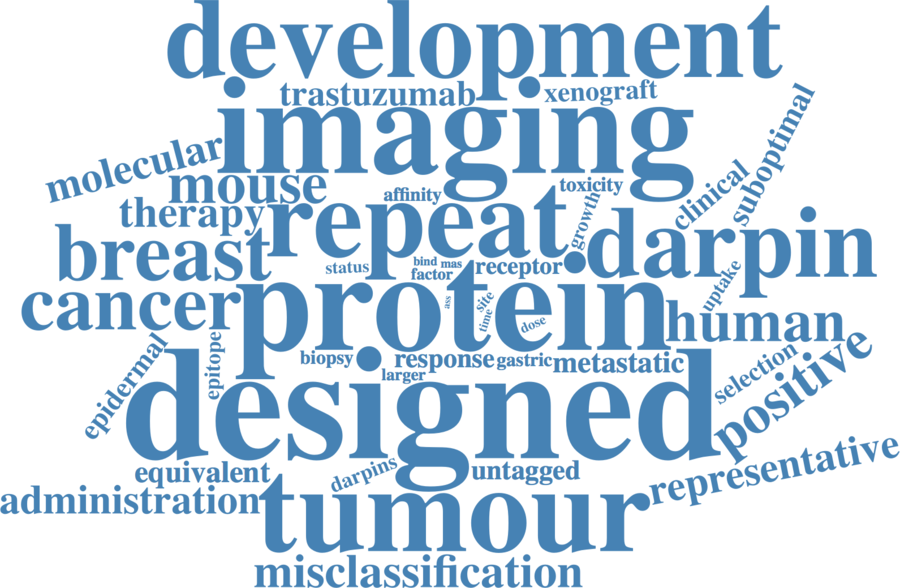 development
trastuzumab
xenograft
imaging
suboptimal
molecular
mouse
affinity
toxicity
clinical
therapy
repeat
growth
darpin
breast
status
bind
mas
factor
receptor
uptake
cancer
protein
ass
site
time
dose
human
epidermal
epitope
biopsy
response
gastric
metastatic
larger
selection
positive
designed
equivalent
darpins
untagged
representative
administration
tumour
misclassification